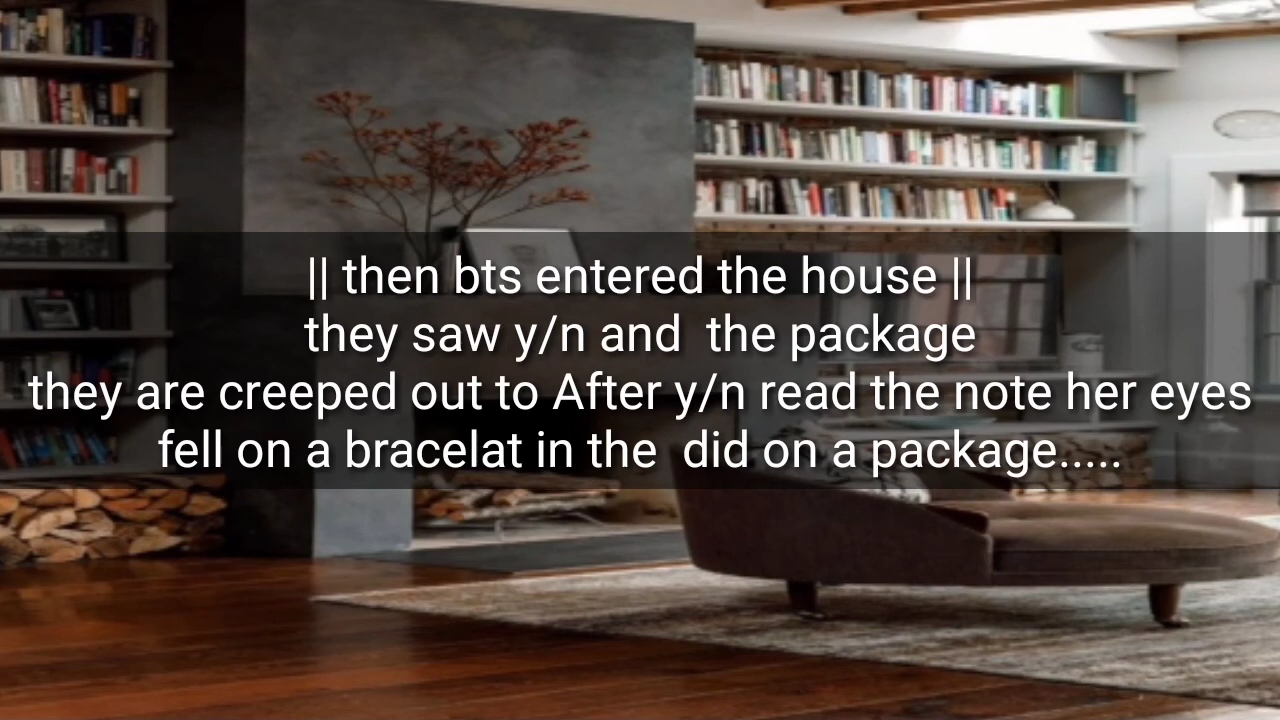 || then bts entered the house ||
they saw y/n and  the package
they are creeped out to After y/n read the note her eyes
fell on a bracelat in the  did on a package.....